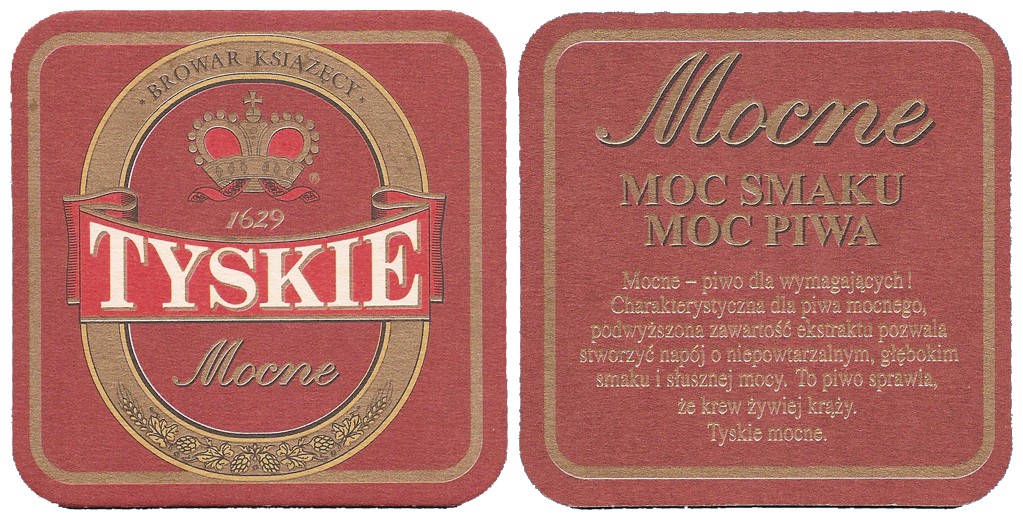 · BROWAR KSIĄŻĘCY ·
®
1629
TYSKIE
Mocne
Mocne
MOC SMAKU
MOC PIWA
Mocne – piwo dla wymagających!
Charakterystyczna dla piwa mocnego,
podwyższona zawartość ekstraktu pozwala
stworzyć napój o niepowtarzalnym, głębokim
smaku i słusznej mocy. To piwo sprawia,
że krew żywiej krąży.
Tyskie mocne.